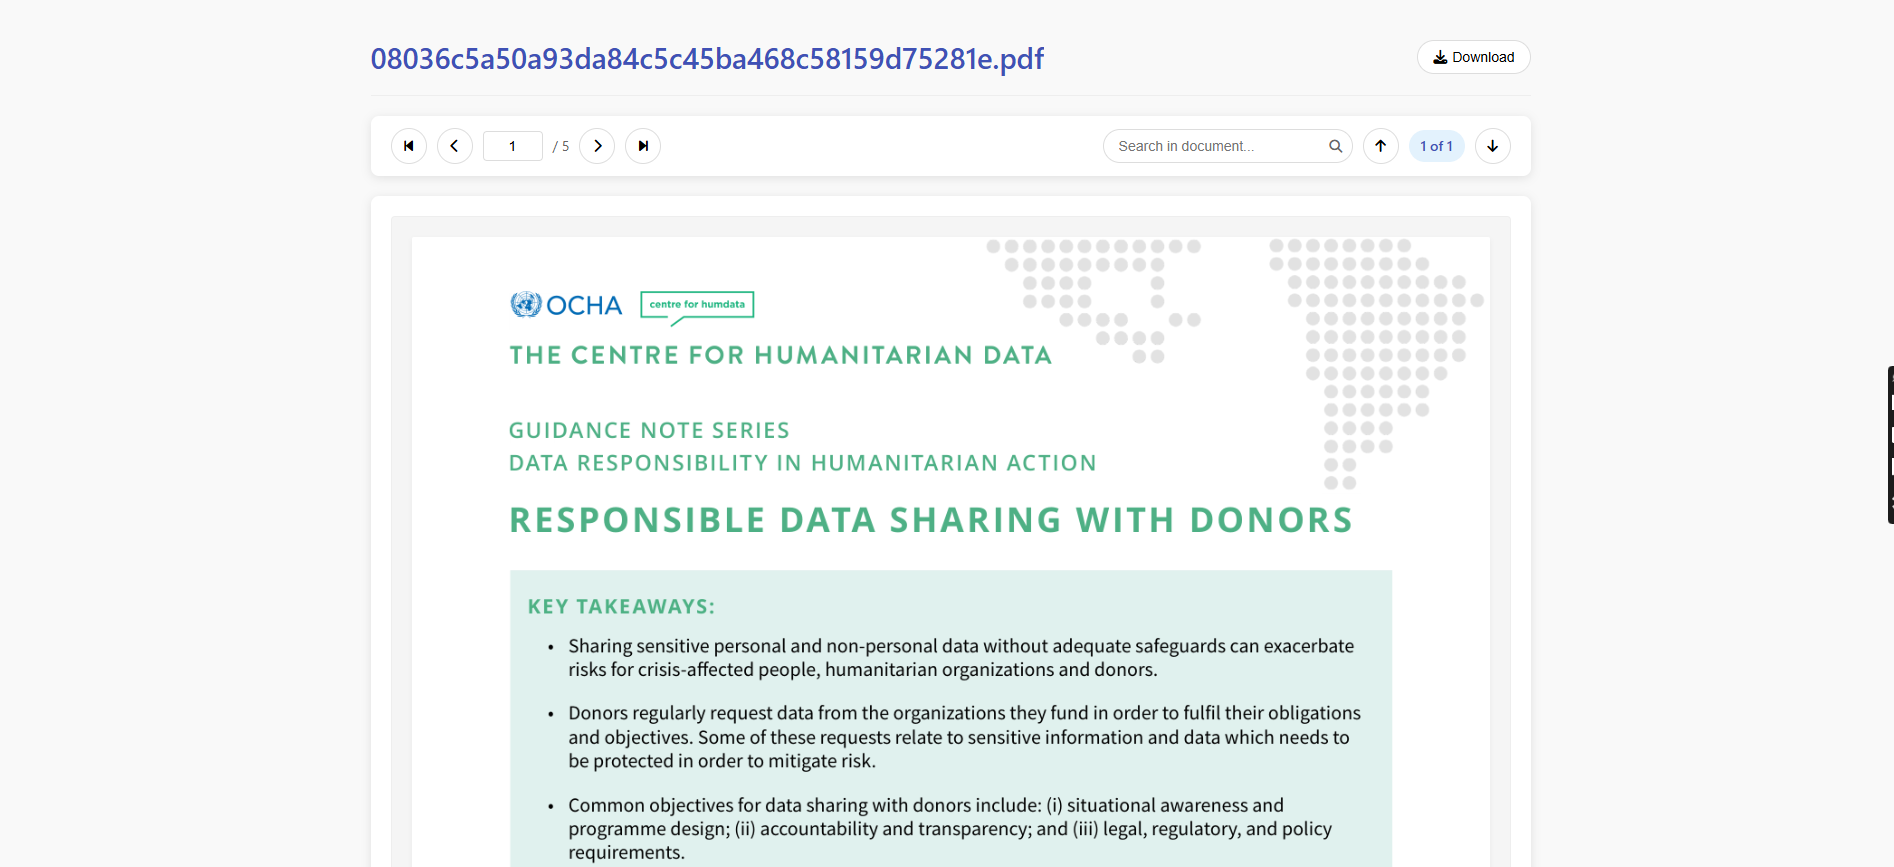 08036c5a50a93da84c5c45ba468c58159d75281e.pdf
Download
1
/ 5
Search in document...
1 of 1
OCHA
centre for humdata
THE CENTRE FOR HUMANITARIAN DATA
GUIDANCE NOTE SERIES
DATA RESPONSIBILITY IN HUMANITARIAN ACTION
RESPONSIBLE DATA SHARING WITH DONORS
KEY TAKEAWAYS:
• Sharing sensitive personal and non-personal data without adequate safeguards can exacerbate
risks for crisis-affected people, humanitarian organizations and donors.
• Donors regularly request data from the organizations they fund in order to fulfil their obligations
and objectives. Some of these requests relate to sensitive information and data which needs to
be protected in order to mitigate risk.
• Common objectives for data sharing with donors include: (i) situational awareness and
programme design; (ii) accountability and transparency; and (iii) legal, regulatory, and policy
requirements.